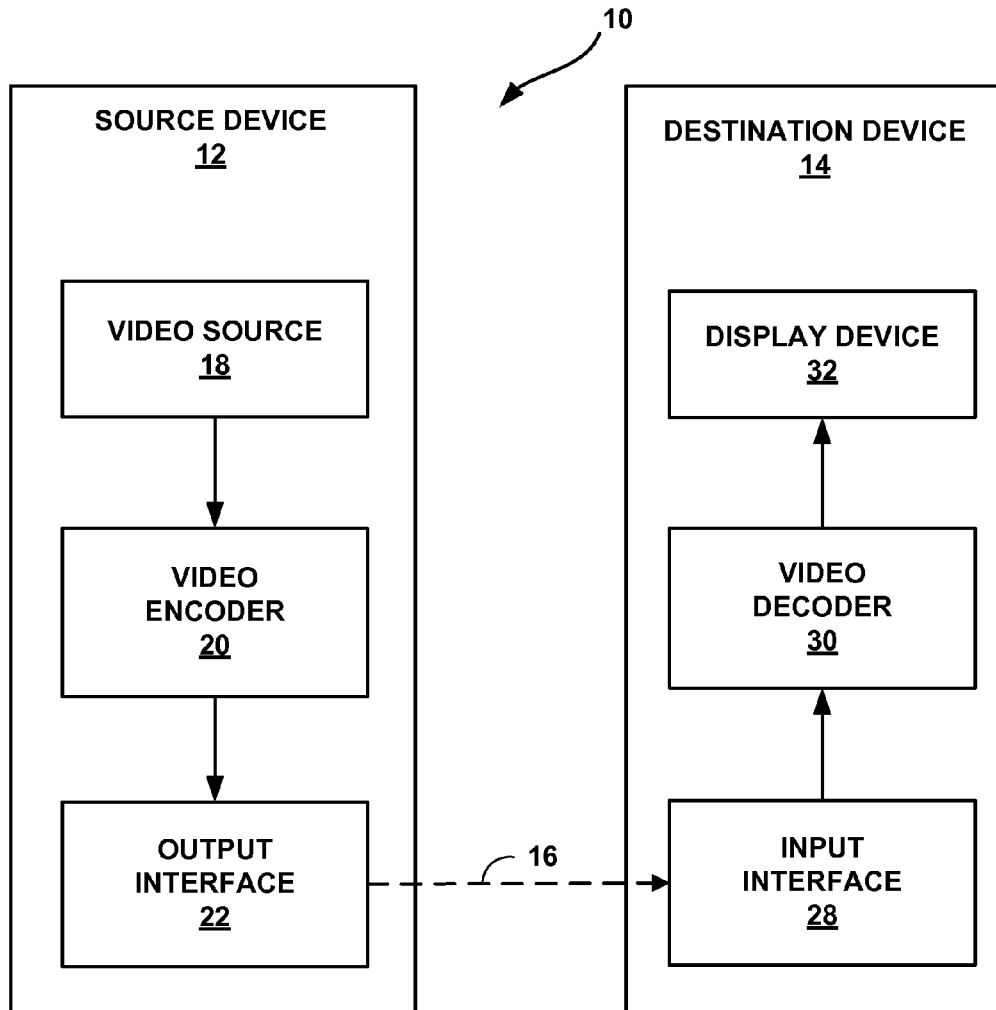 10
SOURCE DEVICE
12
VIDEO SOURCE
18
VIDEO
ENCODER
20
OUTPUT
INTERFACE
22
16
DESTINATION DEVICE
14
DISPLAY DEVICE
32
VIDEO
DECODER
30
INPUT
INTERFACE
28